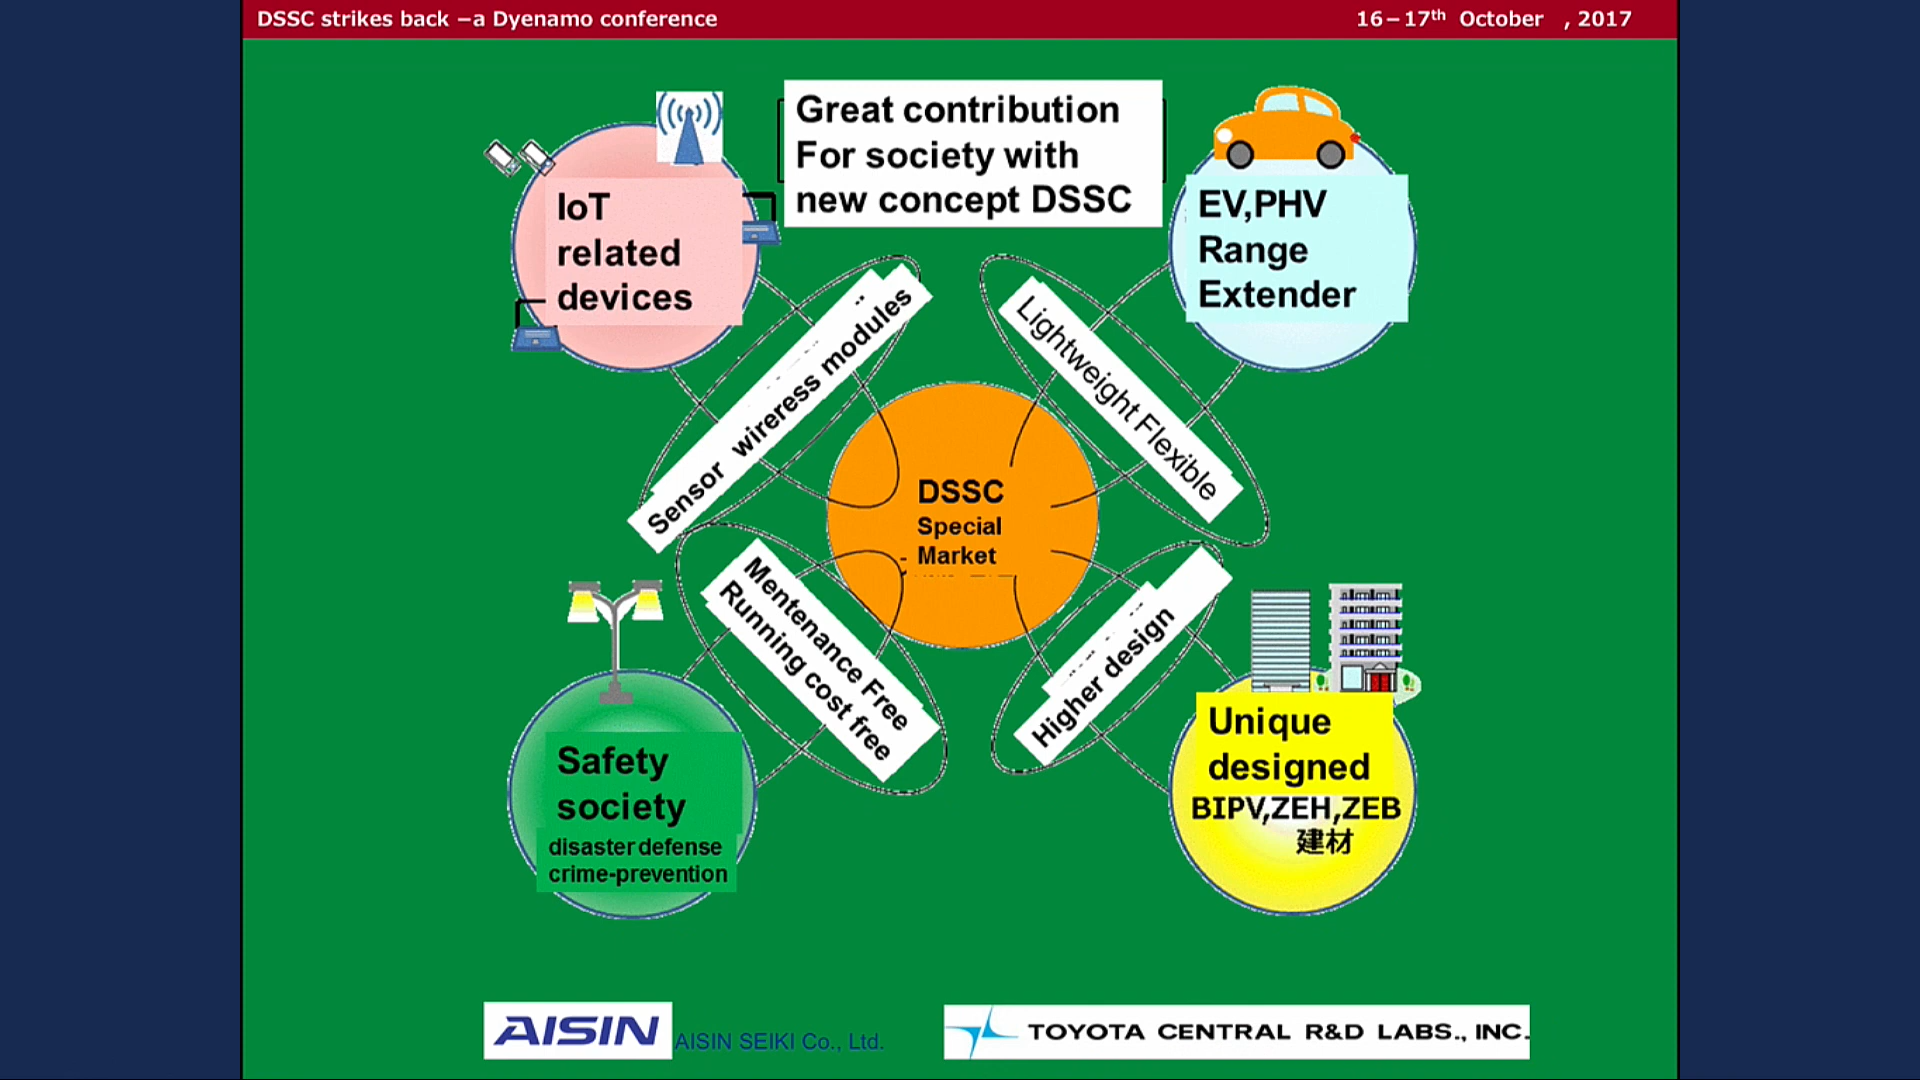 DSSC strikes back –a Dyenamo conference
16–17th October , 2017
Great contribution
For society with
new concept DSSC
IoT
related
devices
EV,PHV
Range
Extender
Sensor wireress modules
Lightweight Flexible
DSSC
Special
Market
Mentenance Free
Running cost free
Higher design
Safety
society
disaster defense
crime-prevention
Unique
designed
BIPV,ZEH,ZEB
建材
AISIN
AISIN SEIKI Co., Ltd.
TOYOTA CENTRAL R&D LABS., INC.